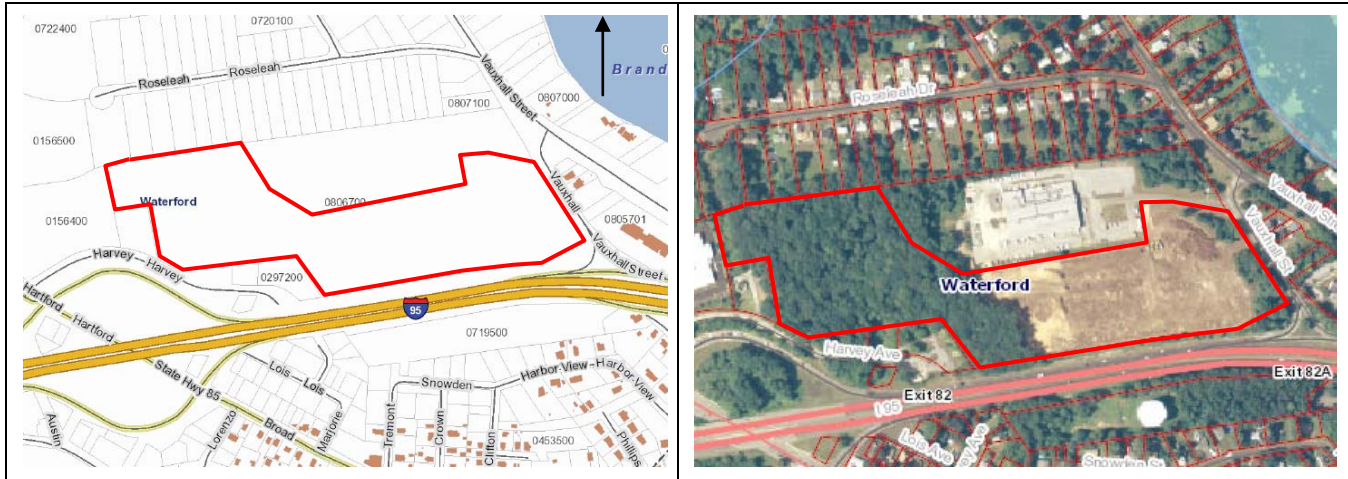 0722400
0720100
Roseleah
Roseleah
Vauxhall Street
Brand
0807100
0807000
0156500
Waterford
0806700
0156400
Vauxhall
0805701
Vauxhall Street
Harvey
Harvey
0297200
Hartford
Hartford
95
0719500
State Hwy 85
Lois
Lois
Snowden
Harbor-View
Harbor-View
Lorenzo
Marjorie
Broad
Tremont
Crown
Clifton
0453500
Phillips
Austin
Roseleah Dr
Vauxhall Str
Vauxhall St
Waterford
Harvey Ave
Exit 82
Exit 82A
I 95
Lois Ave
vey Ave
Snowden St